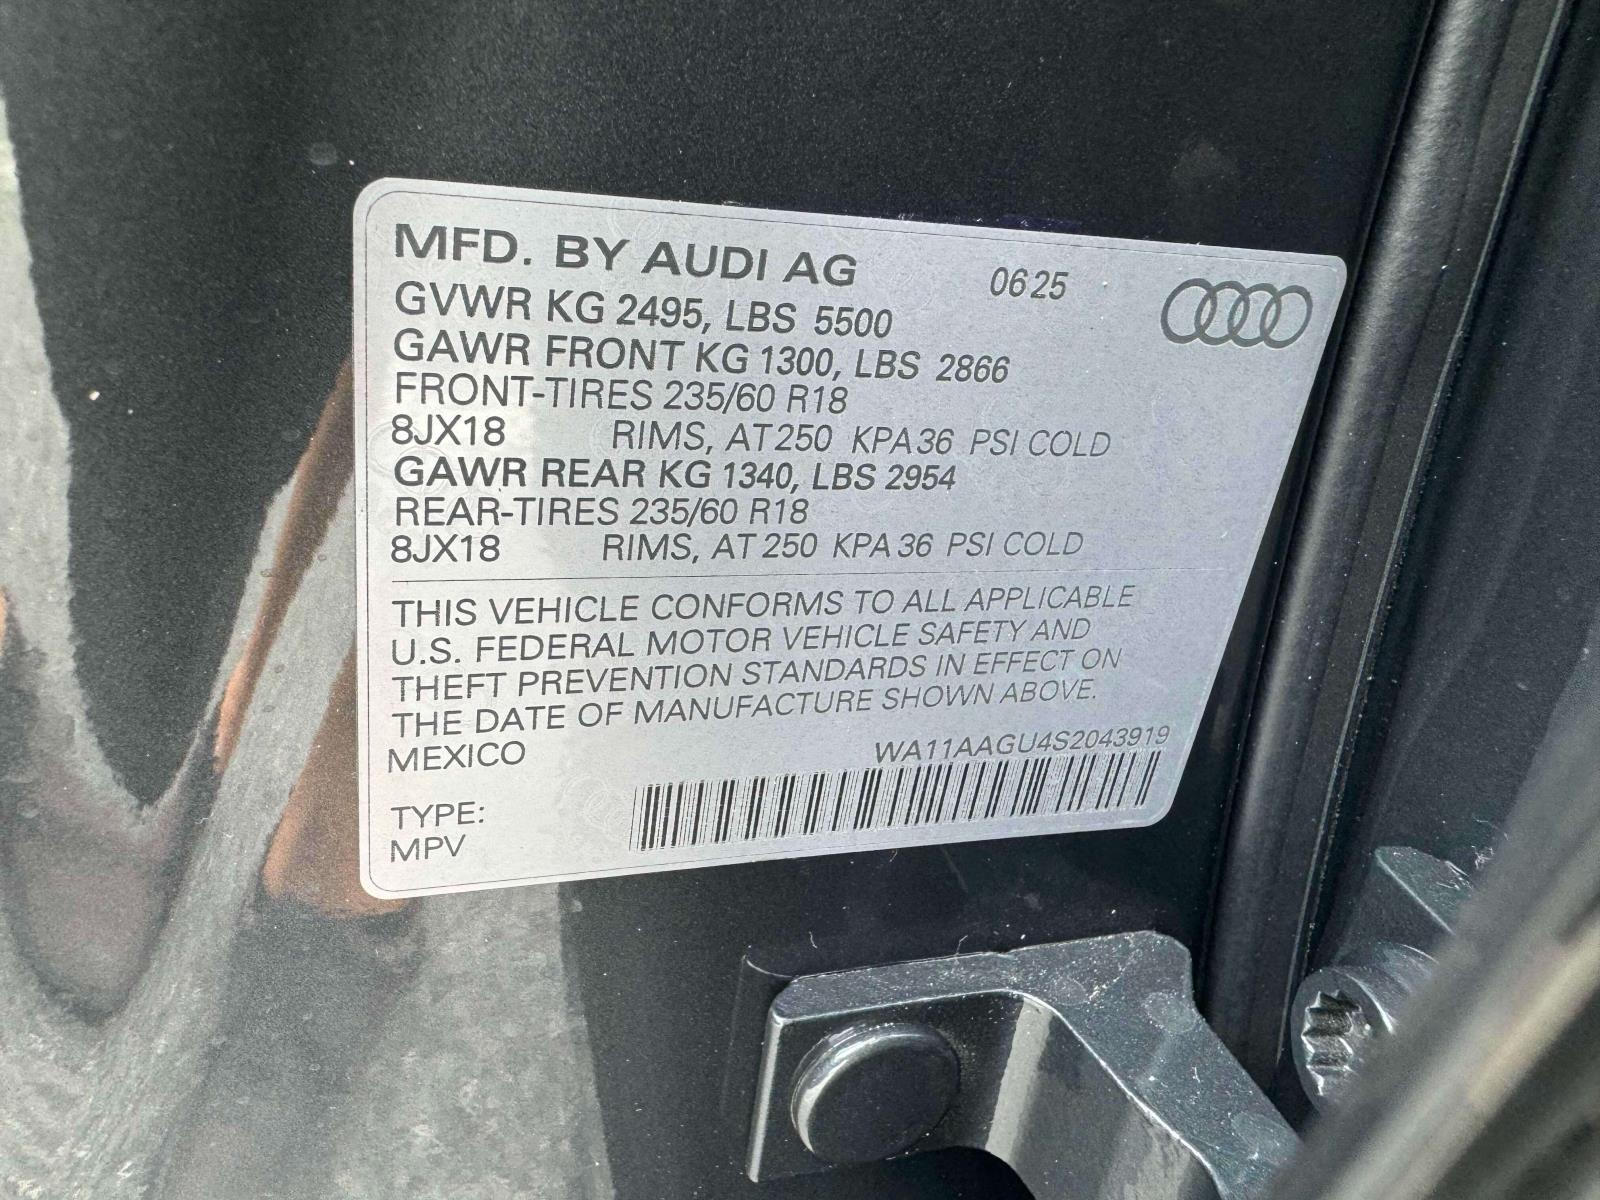 MFD. BY AUDI AG 0625
GVWR KG 2495, LBS 5500
GAWR FRONT KG 1300, LBS 2866
FRONT-TIRES 235/60 R18
8JX18 RIMS, AT 250 KPA 36 PSI COLD
GAWR REAR KG 1340, LBS 2954
REAR-TIRES 235/60 R18
8JX18 RIMS, AT 250 KPA 36 PSI COLD
THIS VEHICLE CONFORMS TO ALL APPLICABLE
U.S. FEDERAL MOTOR VEHICLE SAFETY AND
THEFT PREVENTION STANDARDS IN EFFECT ON
THE DATE OF MANUFACTURE SHOWN ABOVE.
MEXICO WA11AAGU4S2043919
TYPE:
MPV